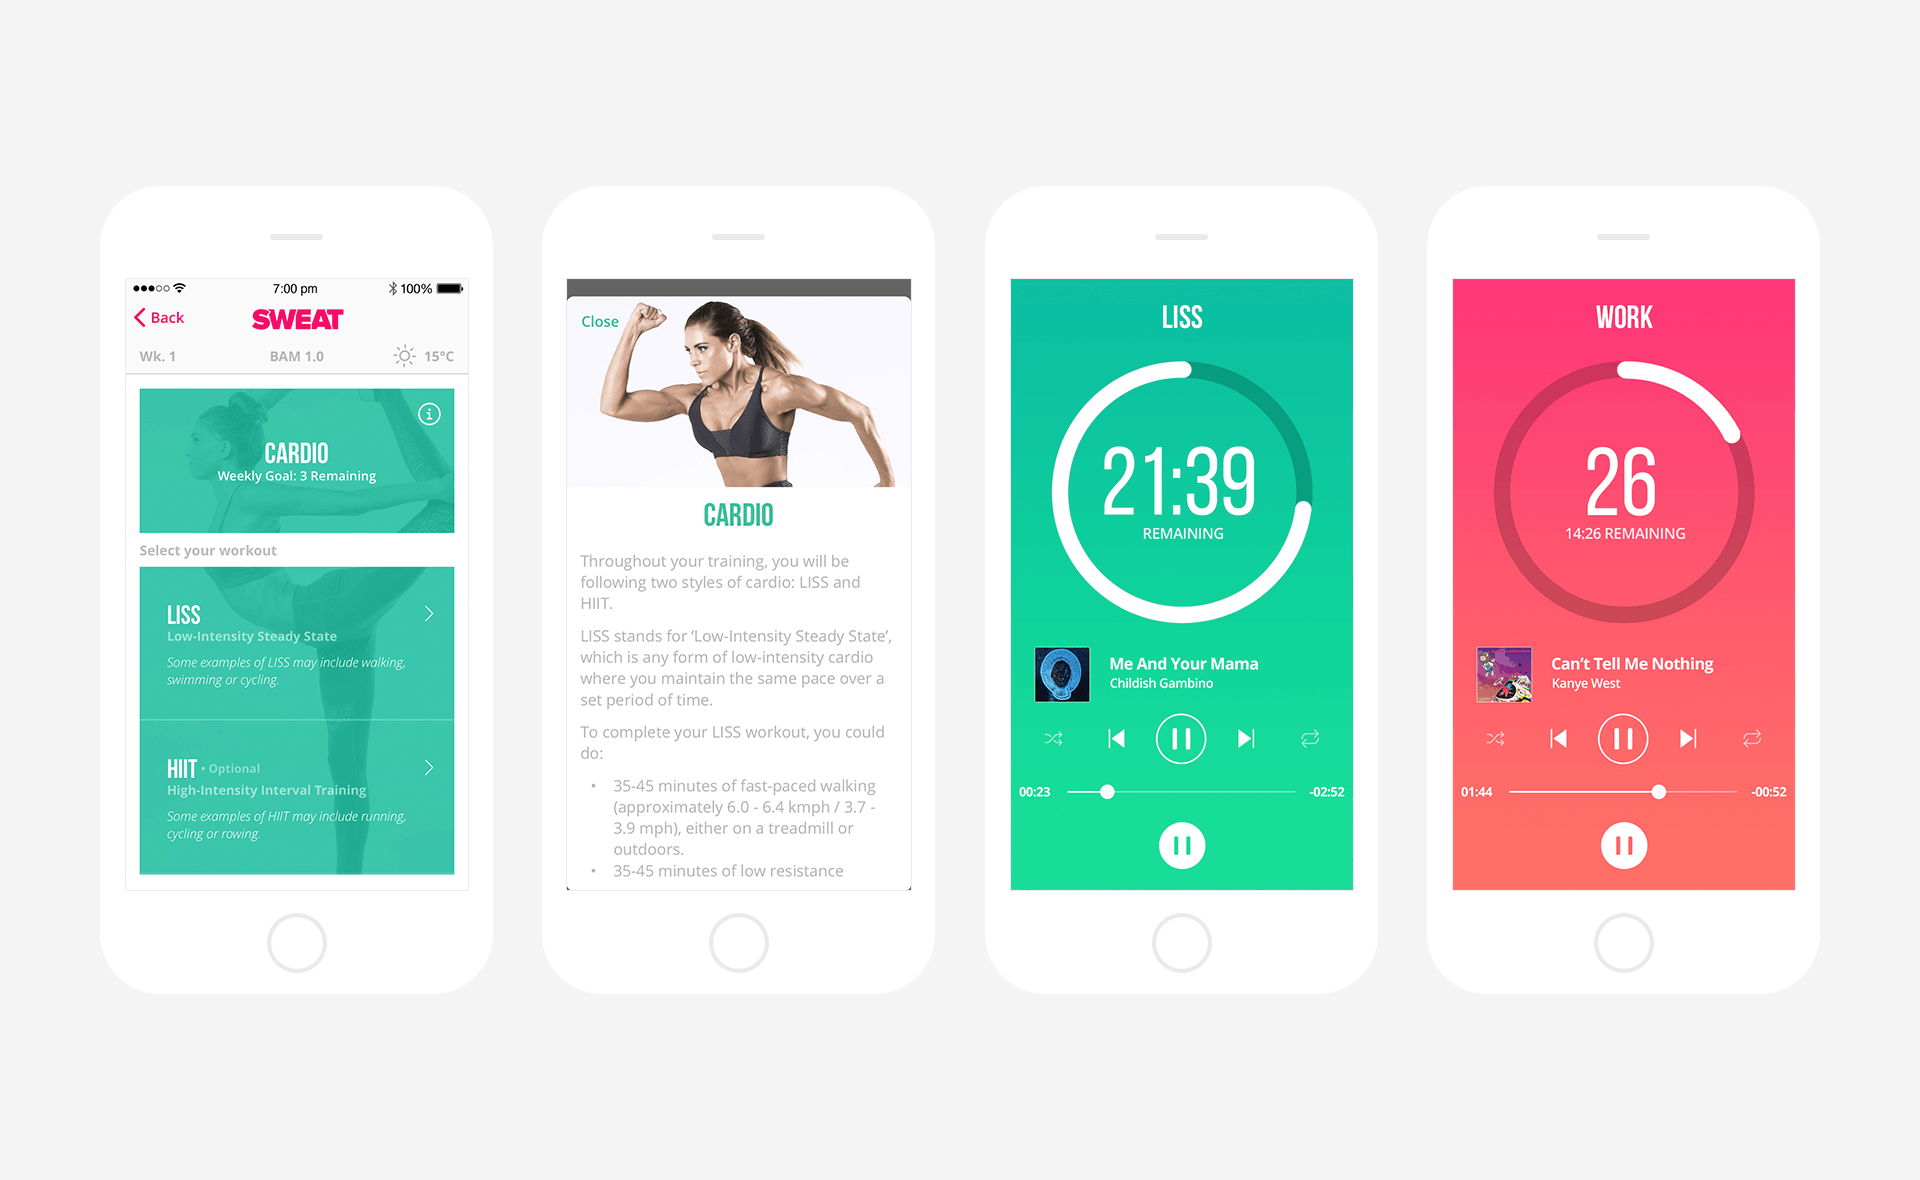 7:00 pm
100%
Back
SWEAT
Wk. 1
BAM 1.0
15°C
CARDIO
Weekly Goal: 3 Remaining
Select your workout
LISS
Low-Intensity Steady State
Some examples of LISS may include walking,
swimming or cycling.
HIIT • Optional
High-Intensity Interval Training
Some examples of HIIT may include running,
cycling or rowing.
Close
CARDIO
Throughout your training, you will be
following two styles of cardio: LISS and
HIIT.
LISS stands for ‘Low-Intensity Steady State’,
which is any form of low-intensity cardio
where you maintain the same pace over a
set period of time.
To complete your LISS workout, you could
do:
• 35-45 minutes of fast-paced walking
(approximately 6.0 - 6.4 kmph / 3.7 -
3.9 mph), either on a treadmill or
outdoors.
• 35-45 minutes of low resistance
LISS
21:39
REMAINING
Me And Your Mama
Childish Gambino
00:23
-02:52
WORK
26
14:26 REMAINING
Can’t Tell Me Nothing
Kanye West
01:44
-00:52